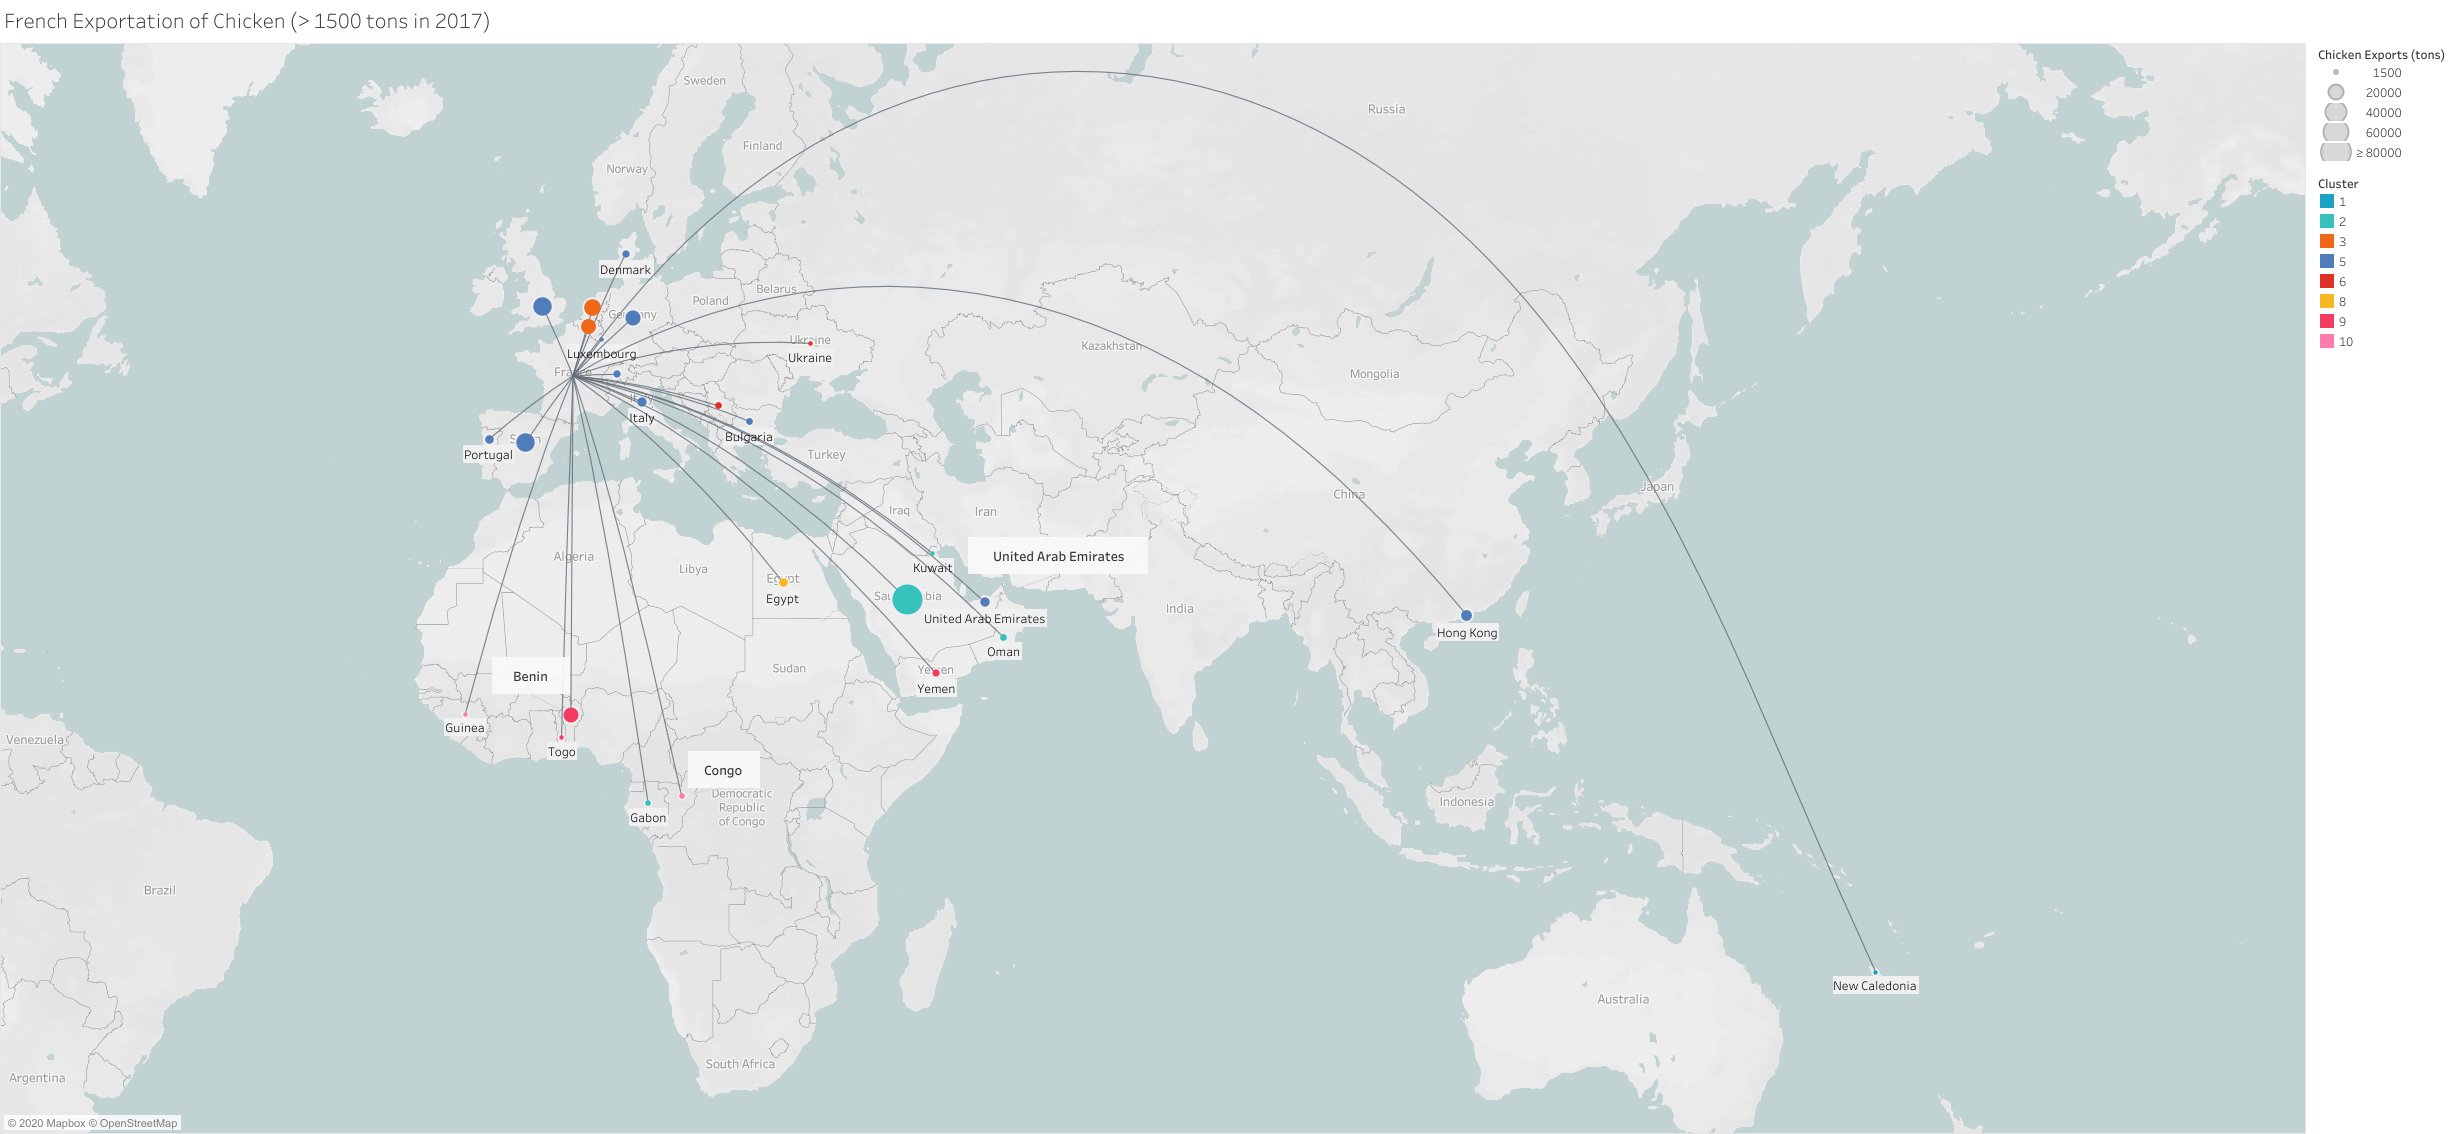 French Exportation of Chicken (> 1500 tons in 2017)
Chicken Exports (tons)
1500
20000
40000
60000
≥ 80000
Cluster
1
2
3
5
6
8
9
10
Sweden
Russia
Finland
Norway
Denmark
Belarus
Poland
Germany
Ukraine
Ukraine
Luxembourg
Kazakhstan
France
Mongolia
Italy
Italy
Bulgaria
Spain
Portugal
Turkey
Japan
China
Iraq
Iran
Algeria
Libya
United Arab Emirates
Kuwait
Egypt
Egypt
Saudi Arabia
India
United Arab Emirates
Hong Kong
Oman
Sudan
Yemen
Yemen
Benin
Guinea
Togo
Venezuela
Congo
Democratic
Republic
of Congo
Gabon
Indonesia
Brazil
New Caledonia
Australia
South Africa
Argentina
© 2020 Mapbox © OpenStreetMap